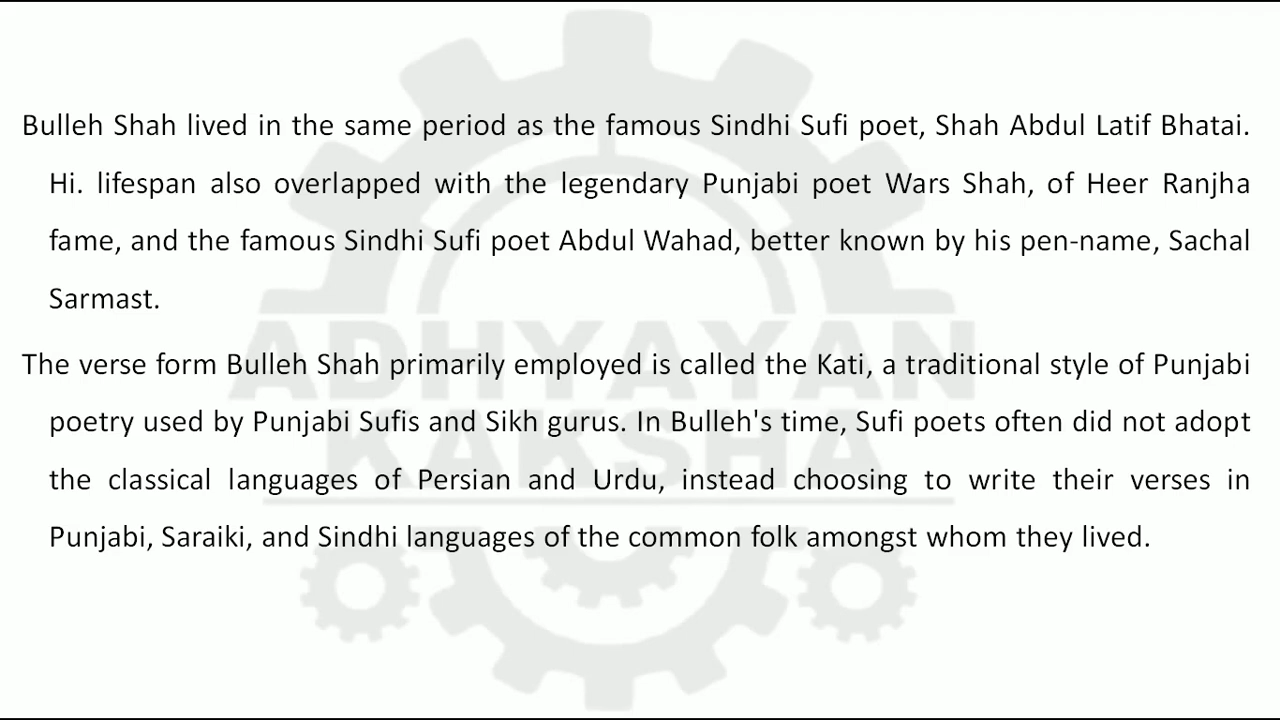 Bulleh Shah lived in the same period as the famous Sindhi Sufi poet, Shah Abdul Latif Bhatai.
Hi. lifespan also overlapped with the legendary Punjabi poet Wars Shah, of Heer Ranjha
fame, and the famous Sindhi Sufi poet Abdul Wahad, better known by his pen-name, Sachal
Sarmast.
The verse form Bulleh Shah primarily employed is called the Kati, a traditional style of Punjabi
poetry used by Punjabi Sufis and Sikh gurus. In Bulleh's time, Sufi poets often did not adopt
the classical languages of Persian and Urdu, instead choosing to write their verses in
Punjabi, Saraiki, and Sindhi languages of the common folk amongst whom they lived.
ADHYAYAN
KAKSHA